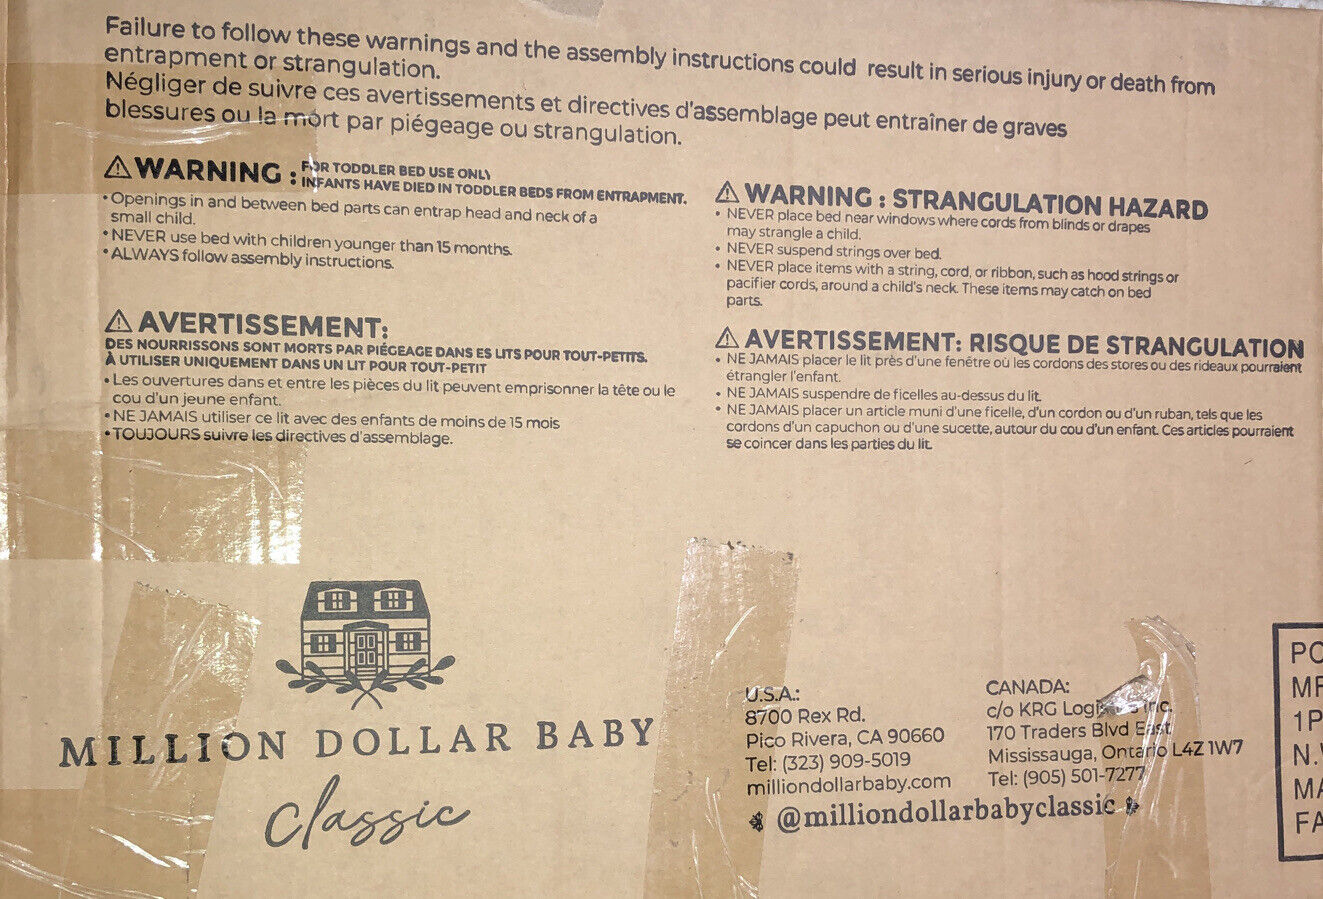 Failure to follow these warnings and the assembly instructions could result in serious injury or death from
entrapment or strangulation.
Négliger de suivre ces avertissements et directives d'assemblage peut entraîner de graves
blessures ou la mort par piégeage ou strangulation.
⚠WARNING : FOR TODDLER BED USE ONLY
INFANTS HAVE DIED IN TODDLER BEDS FROM ENTRAPMENT.
• Openings in and between bed parts can entrap head and neck of a
small child.
• NEVER use bed with children younger than 15 months.
• ALWAYS follow assembly instructions.
⚠ AVERTISSEMENT:
DES NOURRISSONS SONT MORTS PAR PIÉGEAGE DANS ES LITS POUR TOUT-PETITS.
À UTILISER UNIQUEMENT DANS UN LIT POUR TOUT-PETIT
• Les ouvertures dans et entre les pièces du lit peuvent emprisonner la tête ou le
cou d'un jeune enfant.
• NE JAMAIS utiliser ce lit avec des enfants de moins de 15 mois
• TOUJOURS suivre les directives d'assemblage.
⚠ WARNING : STRANGULATION HAZARD
• NEVER place bed near windows where cords from blinds or drapes
may strangle a child.
• NEVER suspend strings over bed.
• NEVER place items with a string, cord, or ribbon, such as hood strings or
pacifier cords, around a child's neck. These items may catch on bed
parts.
⚠ AVERTISSEMENT: RISQUE DE STRANGULATION
• NE JAMAIS placer le lit près d'une fenêtre où les cordons des stores ou des rideaux pourraient
étrangler l'enfant.
• NE JAMAIS suspendre de ficelles au-dessus du lit.
• NE JAMAIS placer un article muni d'une ficelle, d'un cordon ou d'un ruban, tels que les
cordons d'un capuchon ou d'une sucette, autour du cou d'un enfant. Ces articles pourraient
se coincer dans les parties du lit.
MILLION DOLLAR BABY
classic
U.S.A.:
8700 Rex Rd.
Pico Rivera, CA 90660
Tel: (323) 909-5019
milliondollarbaby.com
CANADA:
c/o KRG Inc.
170 Traders Blvd East
Mississauga, Ontario L4Z 1W7
Tel: (905) 501-7277
@milliondollarbabyclassic
PO
MF
1P
N.
MA
FA